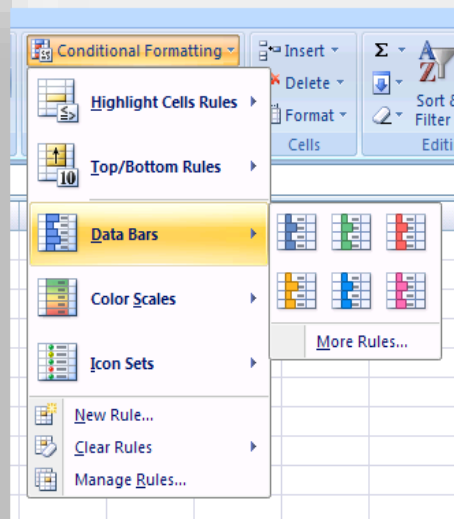 Conditional Formatting
Insert
Σ
A
Z
Delete
Format
Sort &
Filter
Cells
Editi
Highlight Cells Rules
Top/Bottom Rules
10
Data Bars
Color Scales
Icon Sets
More Rules...
New Rule...
Clear Rules
Manage Rules...